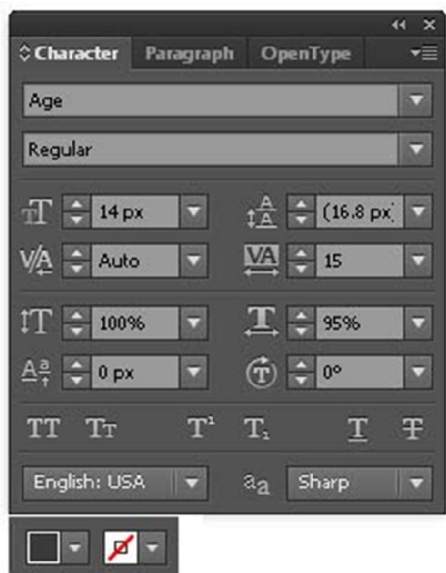 Character Paragraph OpenType
Age
Regular
14 px (16.8 px)
Auto 15
100% 95%
0 px 0°
English: USA Sharp